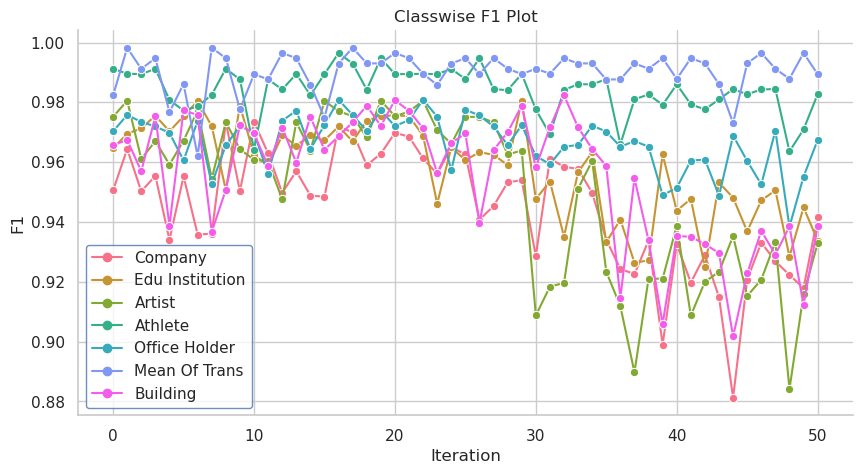 Classwise F1 Plot
1.00
0.98
0.96
0.94
0.92
0.90
0.88
F1
Company
Edu Institution
Artist
Athlete
Office Holder
Mean Of Trans
Building
0 10 20 30 40 50
Iteration